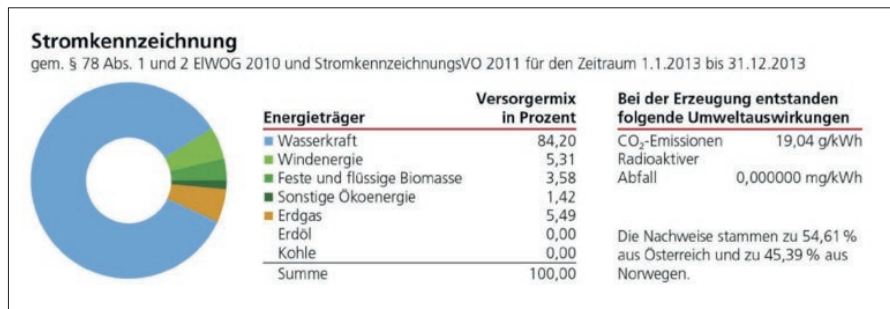 Stromkennzeichnung
gem. § 78 Abs. 1 und 2 ElWOG 2010 und StromkennzeichnungsVO 2011 für den Zeitraum 1.1.2013 bis 31.12.2013
Energieträger Versorgermix in Prozent
Wasserkraft 84,20
Windenergie 5,31
Feste und flüssige Biomasse 3,58
Sonstige Ökoenergie 1,42
Erdgas 5,49
Erdöl 0,00
Kohle 0,00
Summe 100,00
Bei der Erzeugung entstanden
folgende Umweltauswirkungen
CO₂-Emissionen 19,04 g/kWh
Radioaktiver
Abfall 0,000000 mg/kWh
Die Nachweise stammen zu 54,61 %
aus Österreich und zu 45,39 % aus
Norwegen.